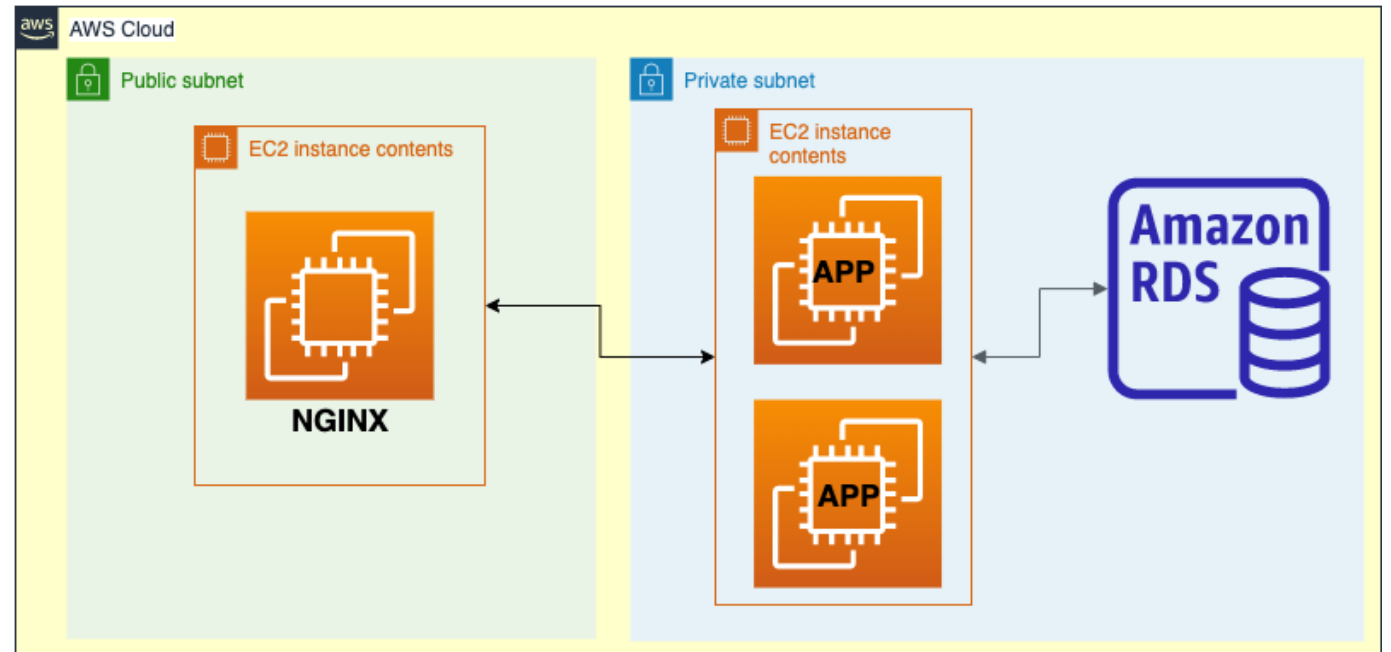 aws
AWS Cloud
Public subnet
Private subnet
EC2 instance contents
EC2 instance
contents
APP
Amazon
RDS
NGINX
APP